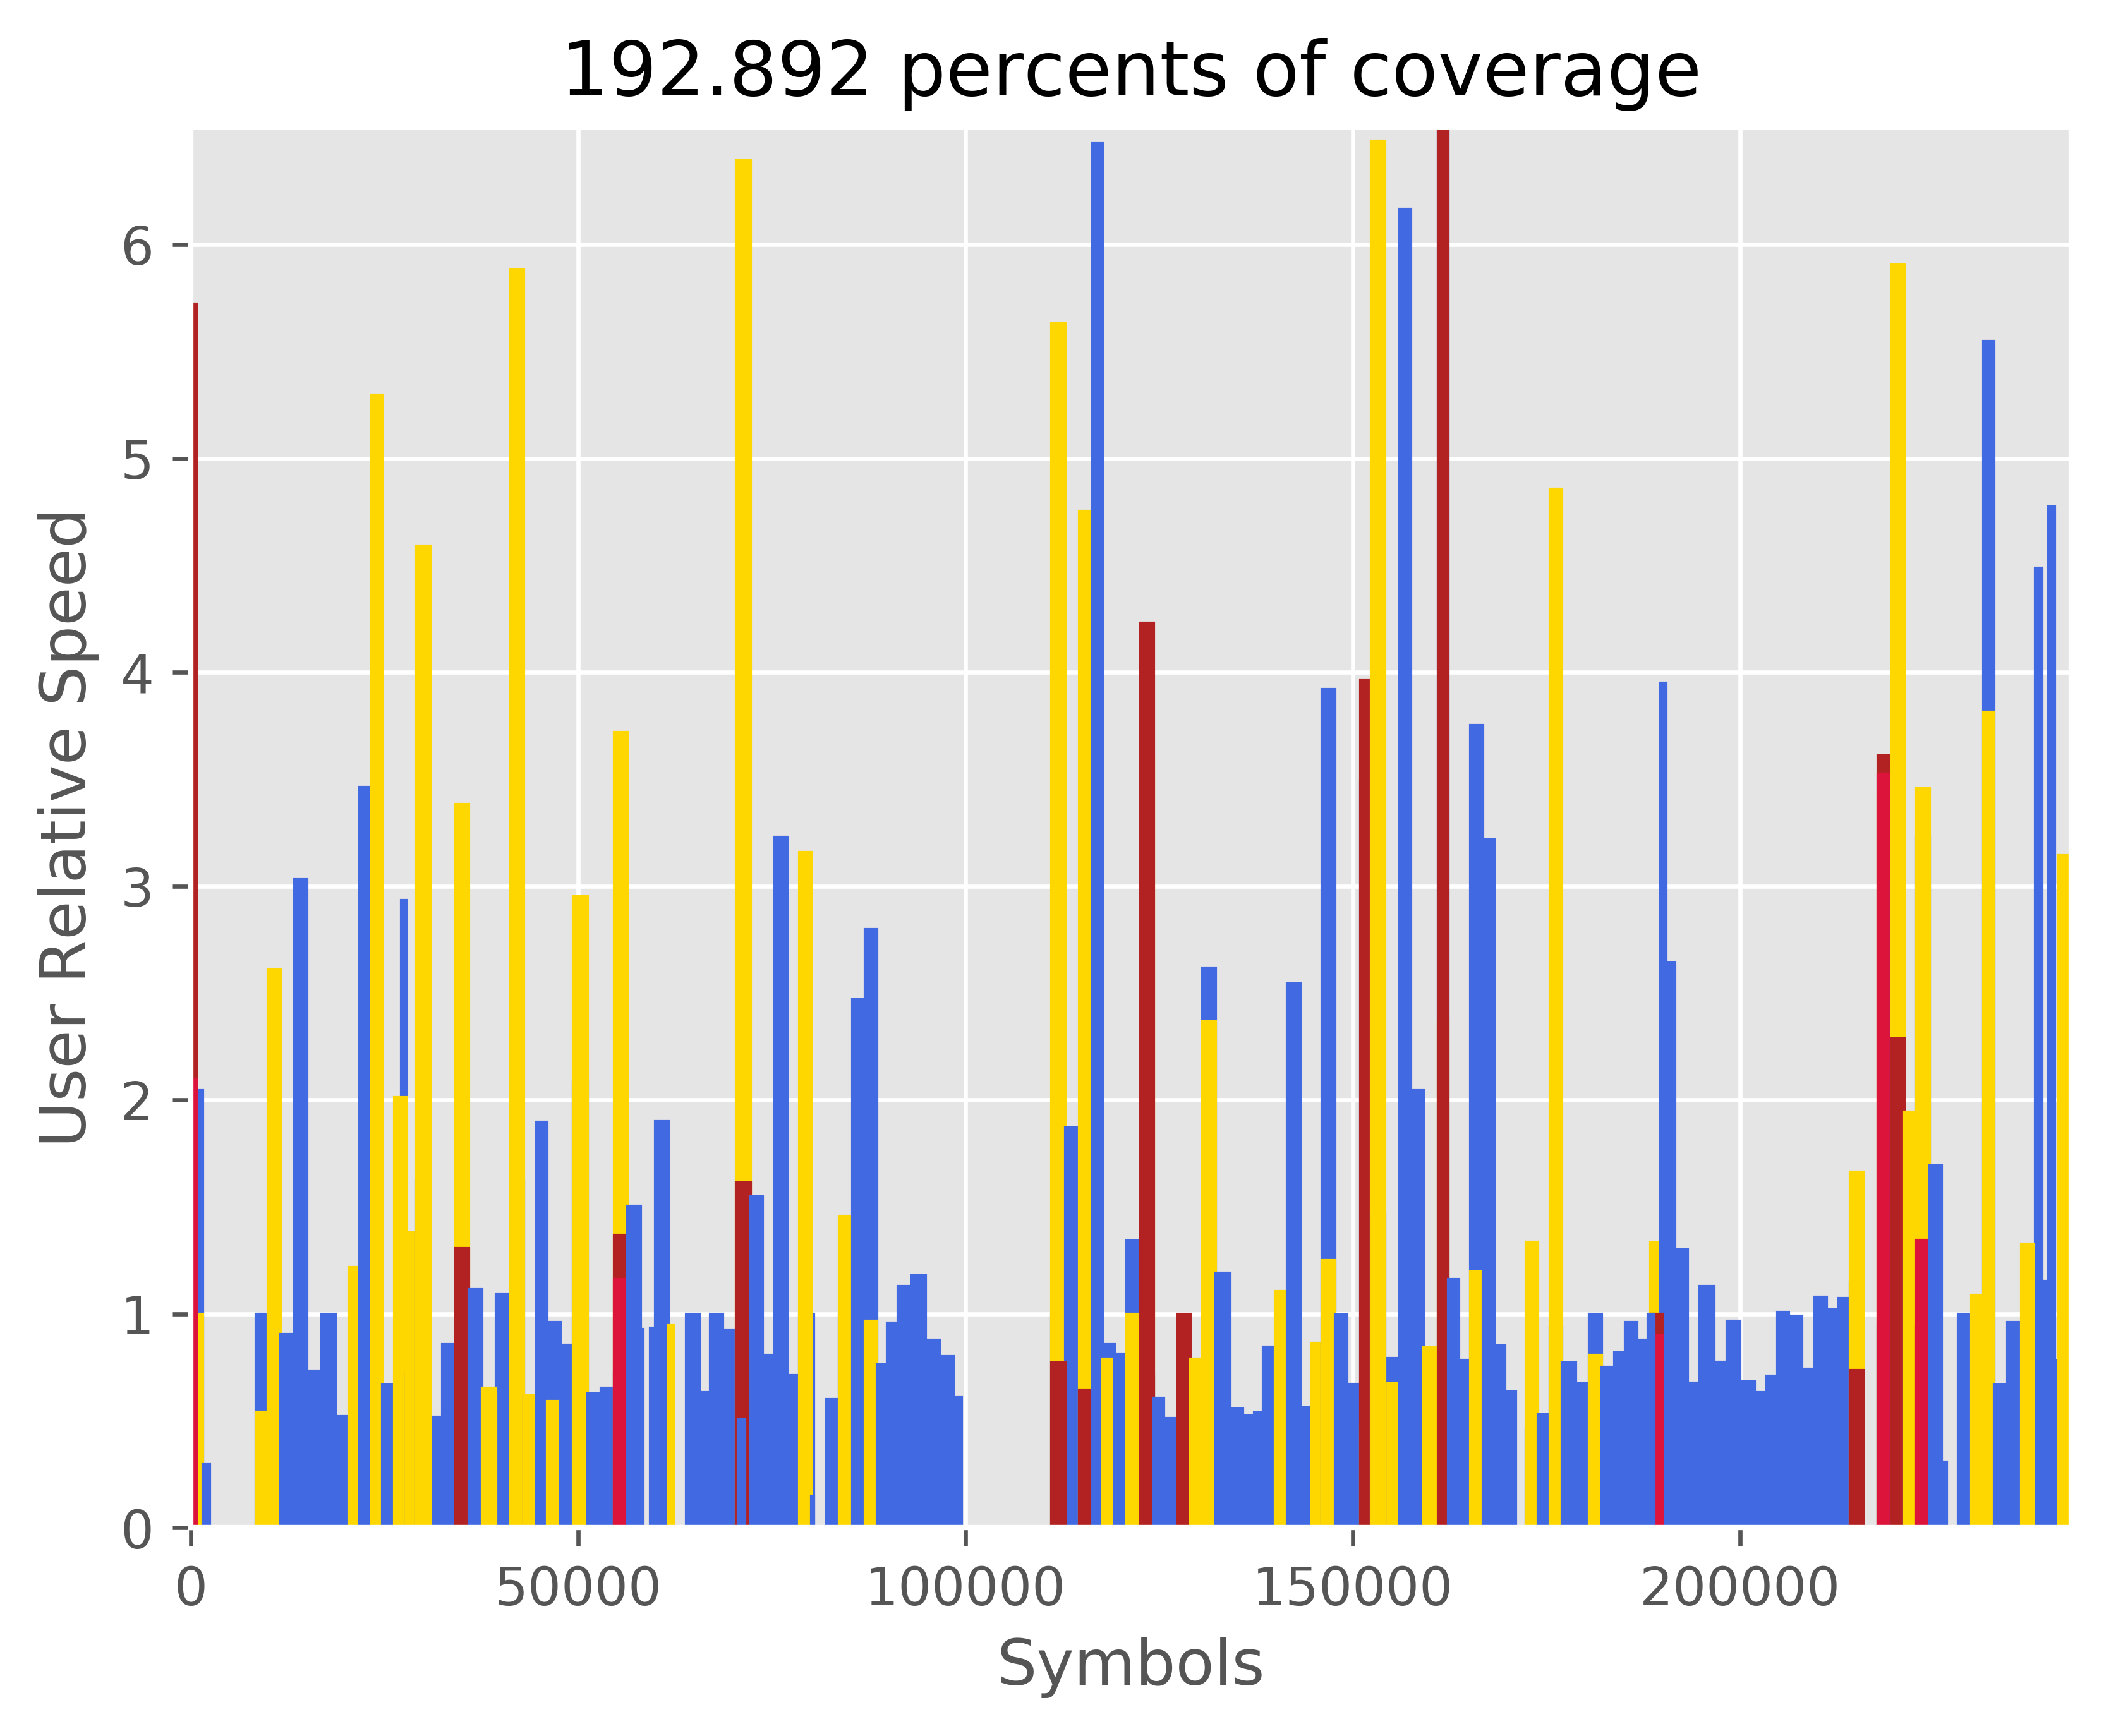 192.892 percents of coverage
User Relative Speed
6
5
4
3
2
1
0
0 50000 100000 150000 200000
Symbols